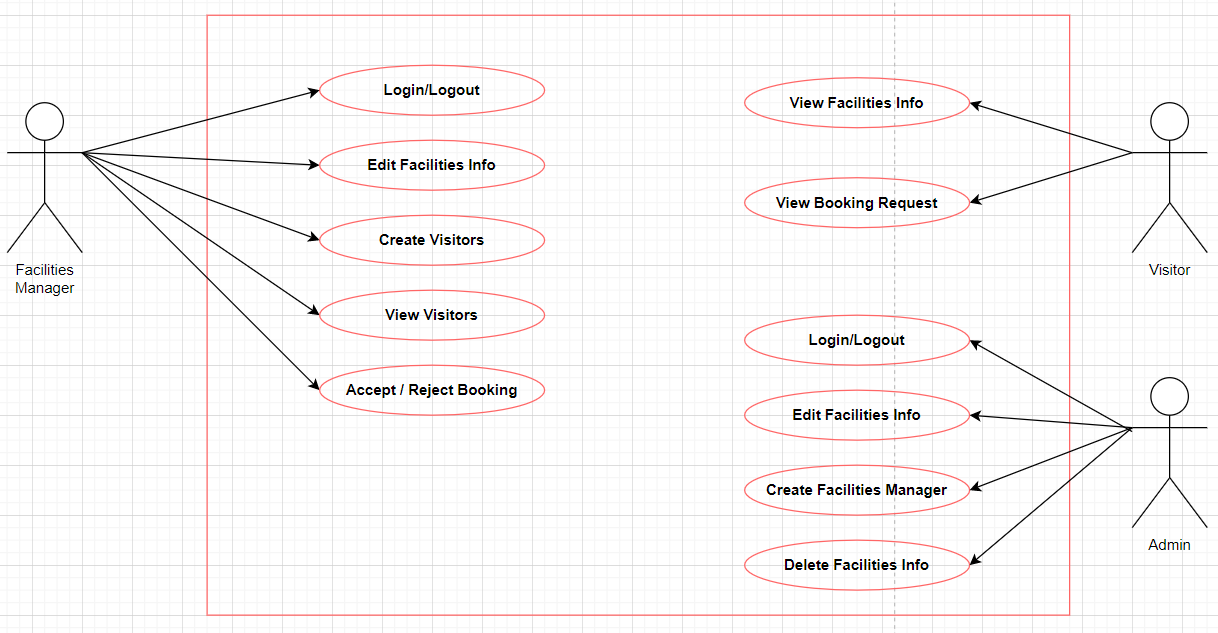 Login/Logout
Edit Facilities Info
Create Visitors
View Visitors
Accept / Reject Booking
Facilities
Manager
View Facilities Info
View Booking Request
Visitor
Login/Logout
Edit Facilities Info
Create Facilities Manager
Delete Facilities Info
Admin